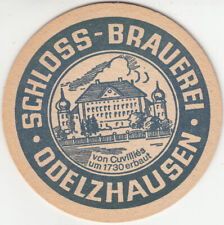 · SCHLOSS-BRAUEREI ·
ODELZHAUSEN
von Cuvilliés
um 1730 erbaut